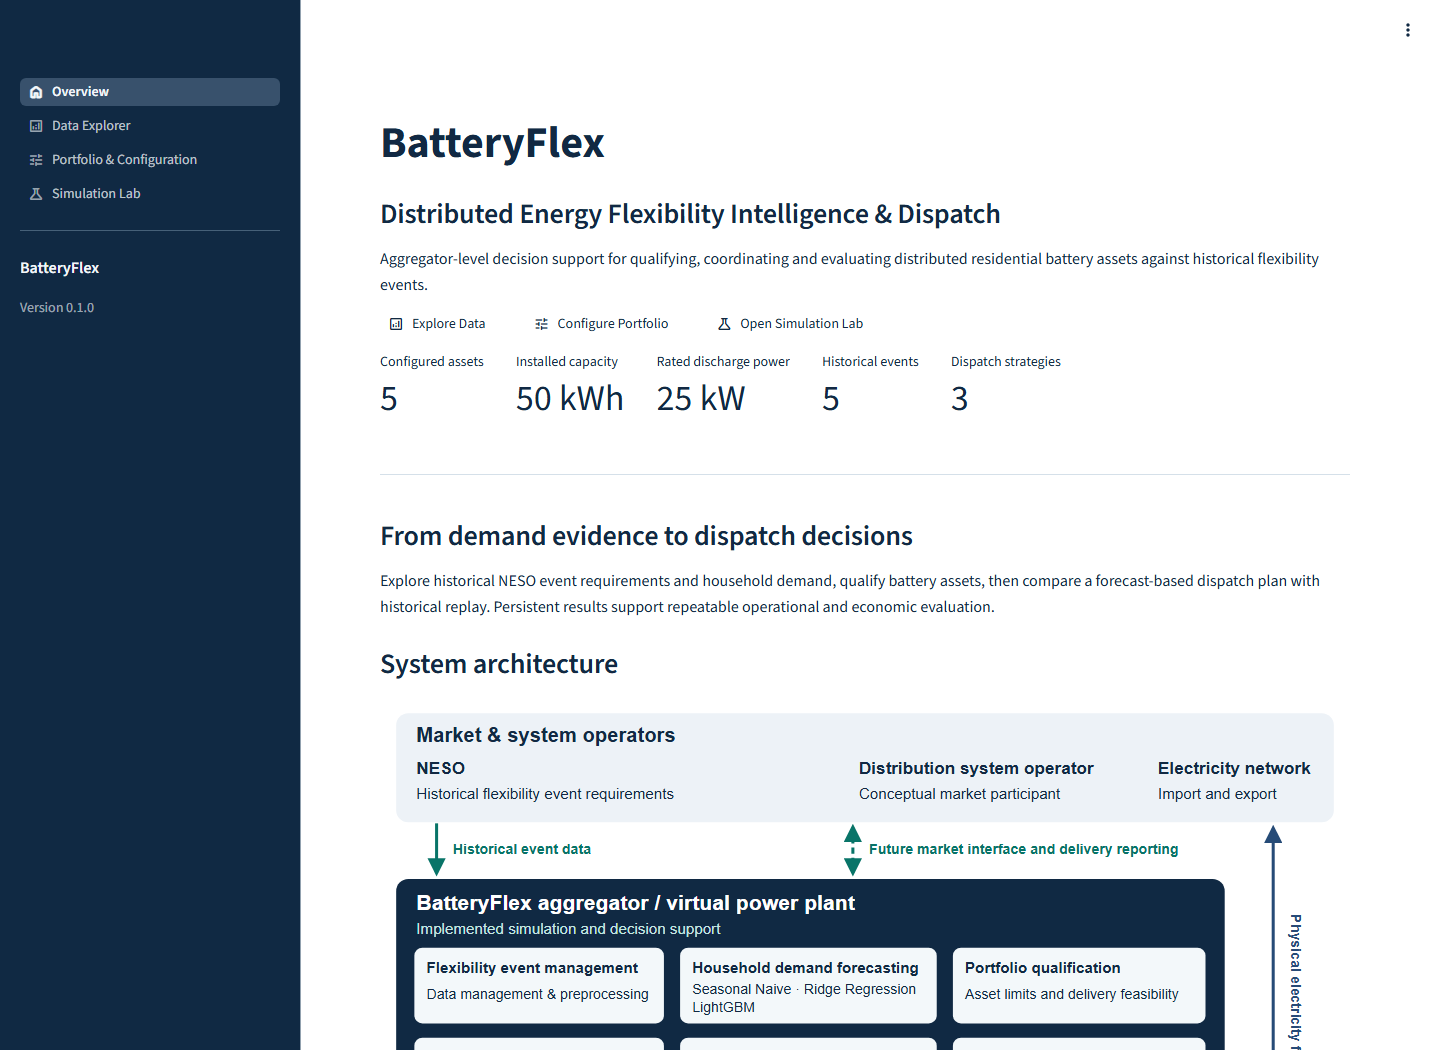 Overview
Data Explorer
Portfolio & Configuration
Simulation Lab
BatteryFlex
Version 0.1.0
BatteryFlex
Distributed Energy Flexibility Intelligence & Dispatch
Aggregator-level decision support for qualifying, coordinating and evaluating distributed residential battery assets against historical flexibility
events.
Explore Data
Configure Portfolio
Open Simulation Lab
Configured assets
5
Installed capacity
50 kWh
Rated discharge power
25 kW
Historical events
5
Dispatch strategies
3
From demand evidence to dispatch decisions
Explore historical NESO event requirements and household demand, qualify battery assets, then compare a forecast-based dispatch plan with
historical replay. Persistent results support repeatable operational and economic evaluation.
System architecture
Market & system operators
NESO
Historical flexibility event requirements
Distribution system operator
Conceptual market participant
Electricity network
Import and export
Historical event data
Future market interface and delivery reporting
BatteryFlex aggregator / virtual power plant
Implemented simulation and decision support
Flexibility event management
Data management & preprocessing
Household demand forecasting
Seasonal Naive · Ridge Regression
LightGBM
Portfolio qualification
Asset limits and delivery feasibility
Physical electricity